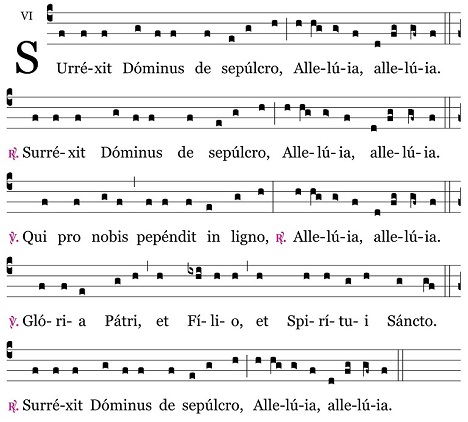 VI
SUrré-xit Dóminus de sepúlcro, Alle-lú-ia, alle-lú-ia.
℟. Surré-xit Dóminus de sepúlcro, Alle-lú-ia, alle-lú-ia.
℣. Qui pro nobis pepéndit in ligno, ℟. Alle-lú-ia, alle-lú-ia.
℣. Gló-ri-a Pátri, et Fí-li-o, et Spi-rí-tu-i Sáncto.
℟. Surré-xit Dóminus de sepúlcro, Alle-lú-ia, alle-lú-ia.